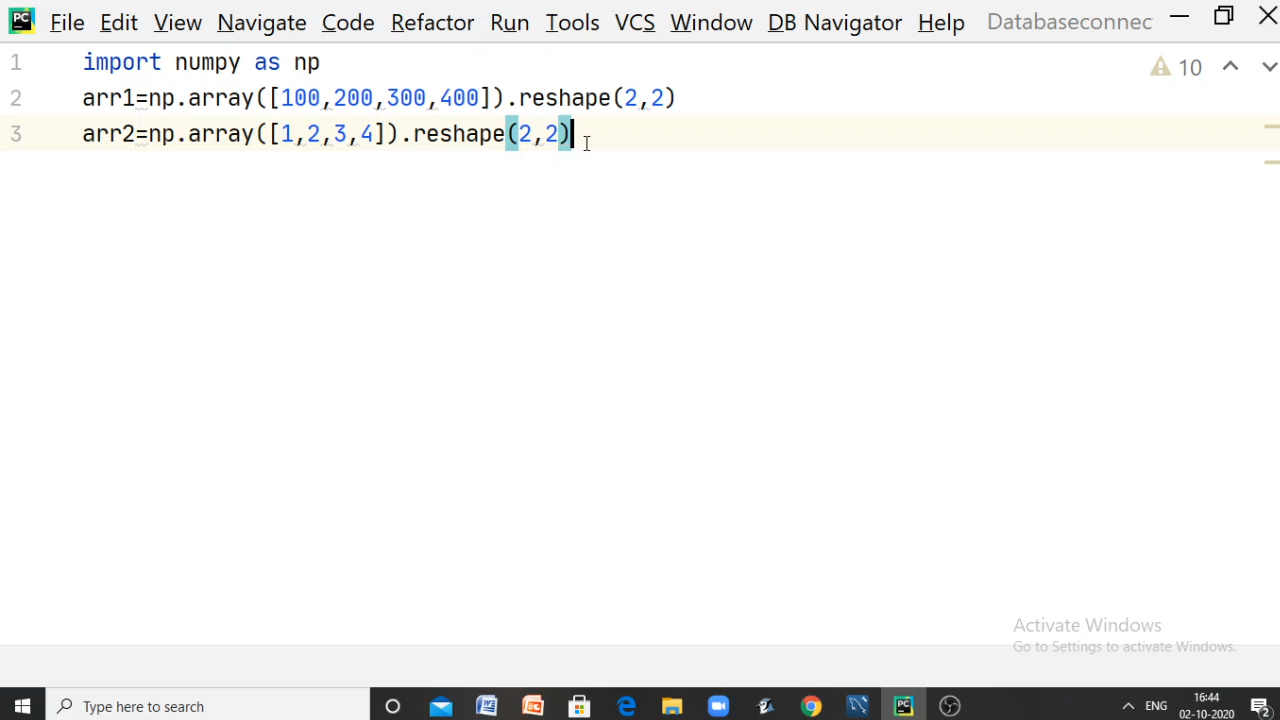 PC File Edit View Navigate Code Refactor Run Tools VCS Window DB Navigator Help Databaseconnec
1 import numpy as np
10
2 arr1=np.array([100,200,300,400]).reshape(2,2)
3 arr2=np.array([1,2,3,4]).reshape(2,2)
Activate Windows
Go to Settings to activate Windows.
Type here to search
PC
ENG
16:44
02-10-2020
2